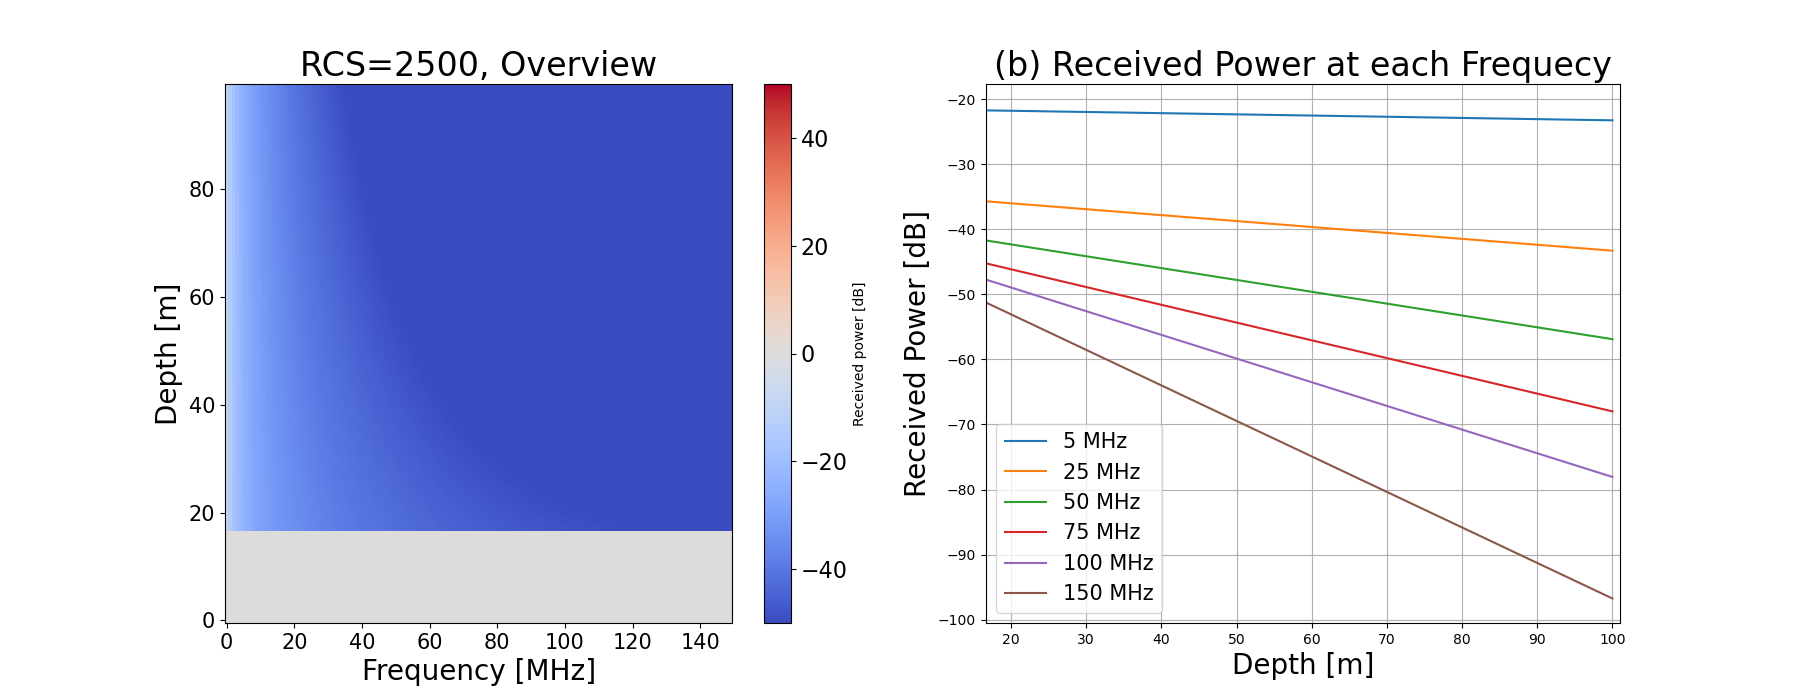 RCS=2500, Overview
Depth [m]
80
60
40
20
0
0 20 40 60 80 100 120 140
Frequency [MHz]
40
20
0
−20
−40
Received power [dB]
(b) Received Power at each Frequecy
Received Power [dB]
−20
−30
−40
−50
−60
−70
−80
−90
−100
5 MHz
25 MHz
50 MHz
75 MHz
100 MHz
150 MHz
20 30 40 50 60 70 80 90 100
Depth [m]